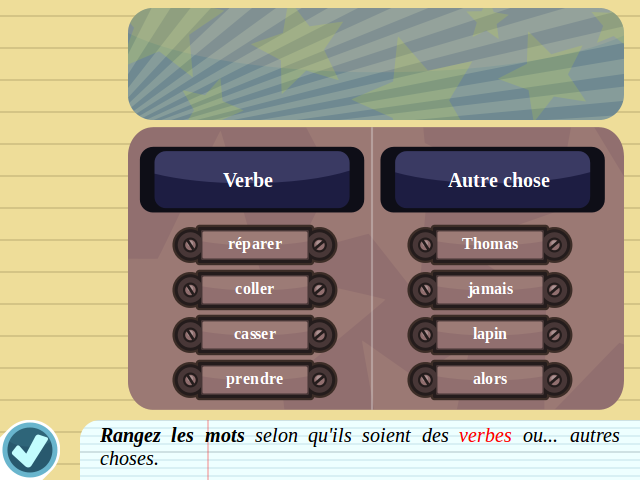 Verbe
Autre chose
réparer
Thomas
coller
jamais
casser
lapin
prendre
alors
Rangez les mots selon qu'ils soient des verbes ou... autres
choses.